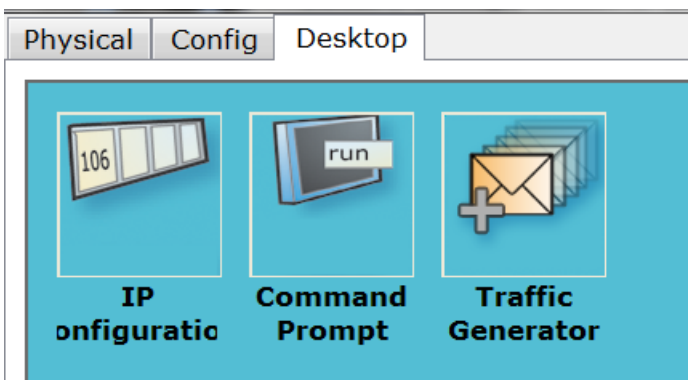 Physical Config Desktop
106
run
IP Command Traffic
onfiguratio Prompt Generator